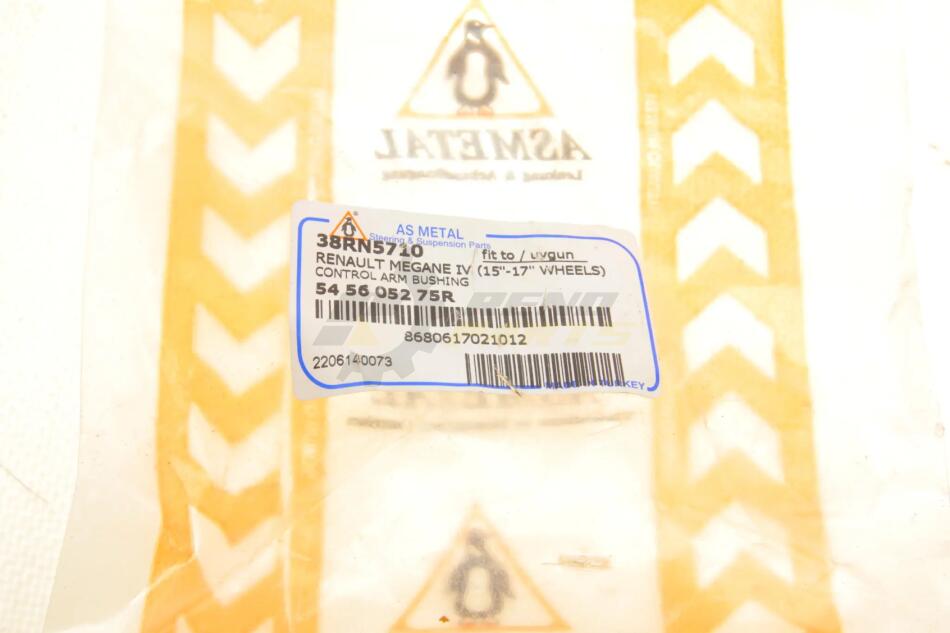 ASMETAL
AS METAL
Steering & Suspension Parts
38RN5710
fit to / uygun
RENAULT MEGANE IV (15"-17" WHEELS)
CONTROL ARM BUSHING
54 56 052 75R
8680617021012
2206140073
MADE IN TURKEY